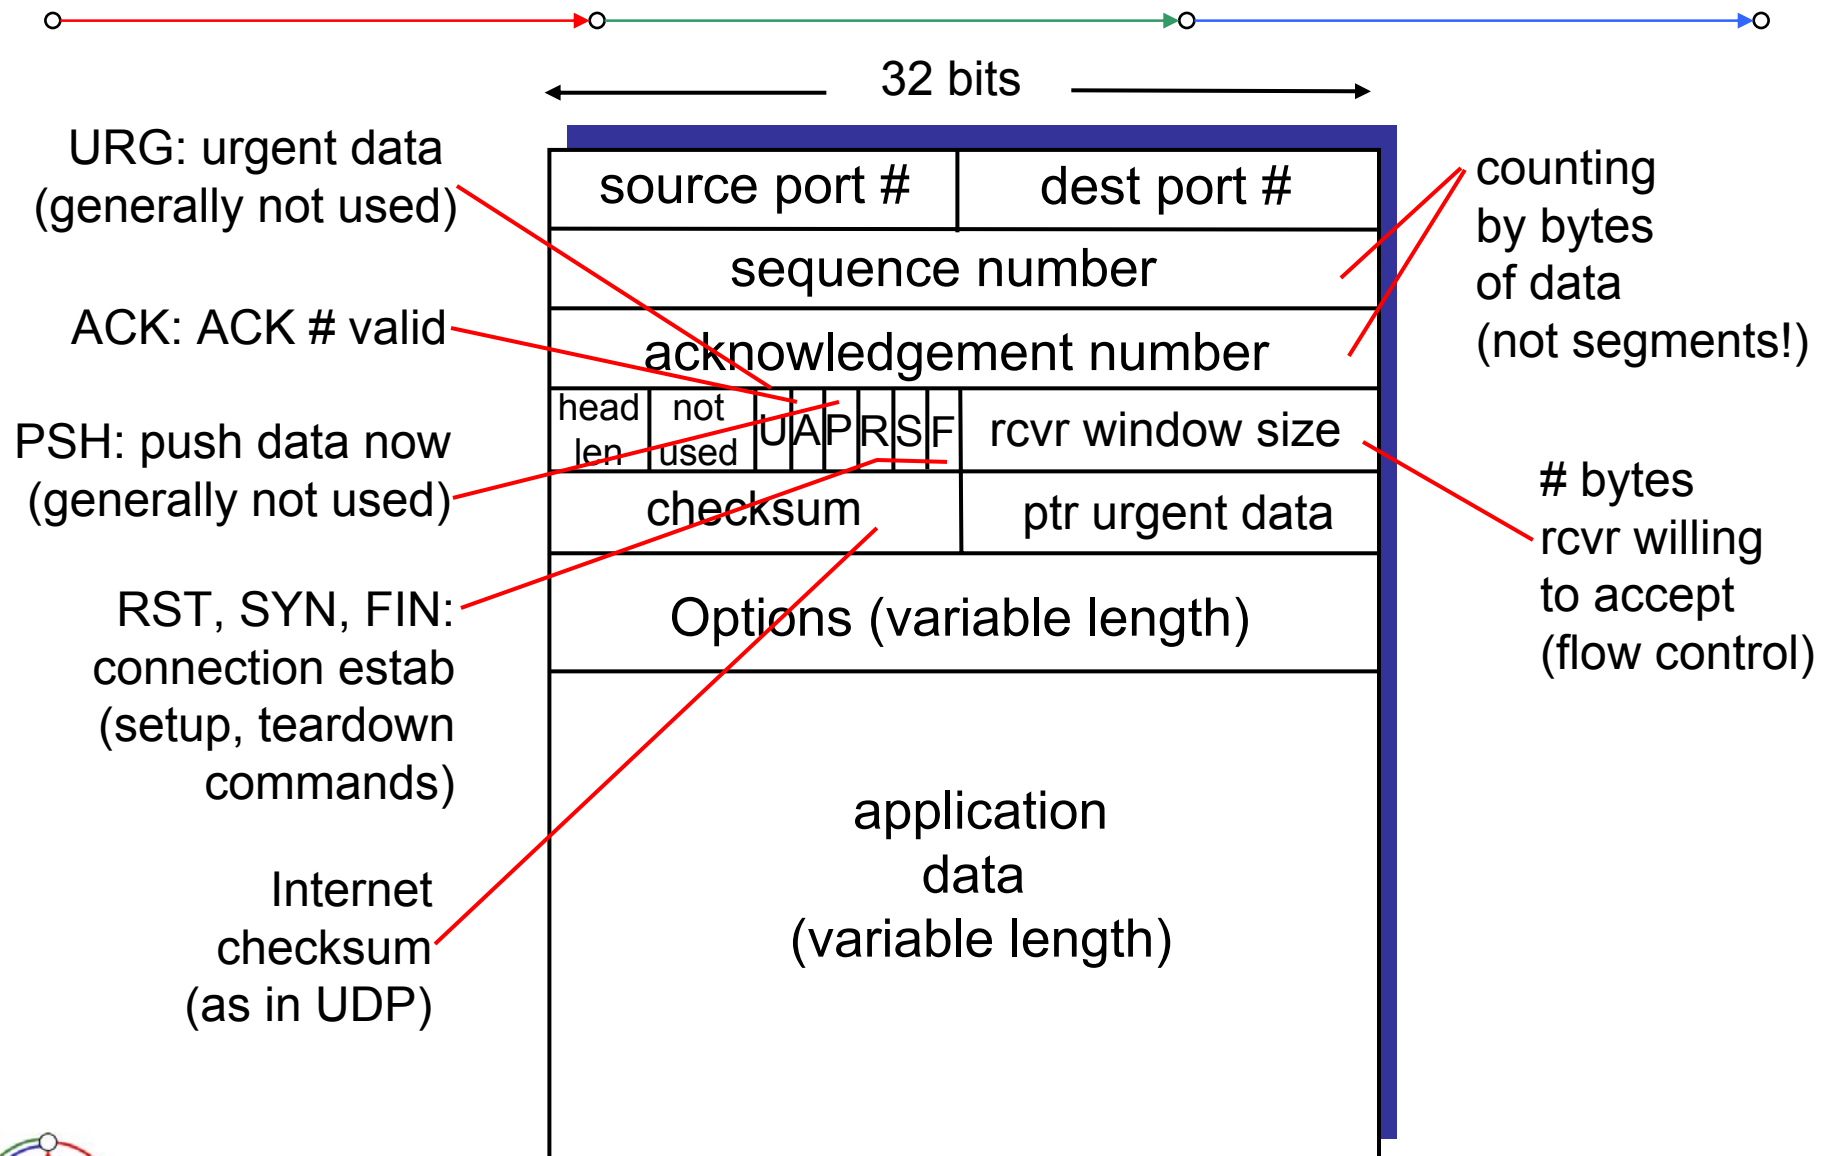 32 bits
URG: urgent data
(generally not used)
ACK: ACK # valid
PSH: push data now
(generally not used)
RST, SYN, FIN:
connection estab
(setup, teardown
commands)
Internet
checksum
(as in UDP)
source port #
dest port #
sequence number
acknowledgement number
head
len
not
used
U A P R S F
rcvr window size
checksum
ptr urgent data
Options (variable length)
application
data
(variable length)
counting
by bytes
of data
(not segments!)
# bytes
rcvr willing
to accept
(flow control)